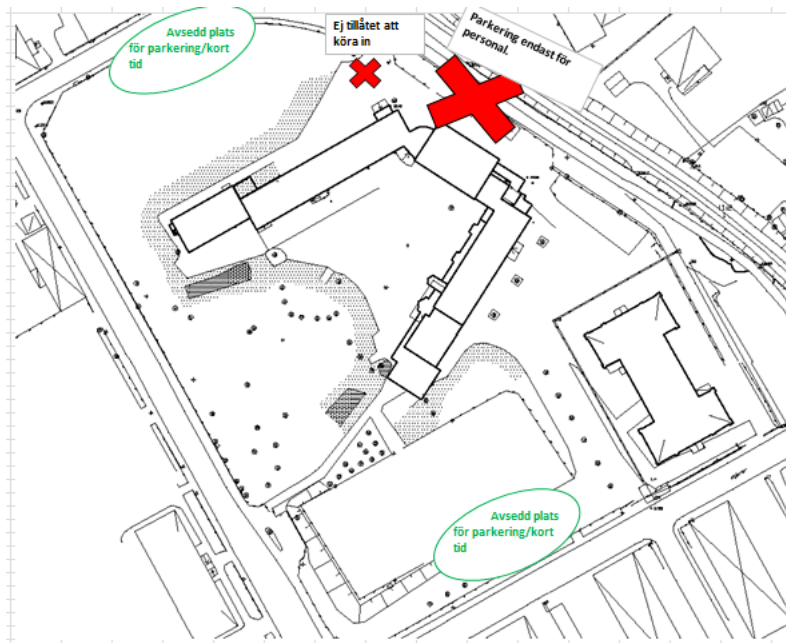 Avsedd plats
för parkering/kort
tid
Ej tillåtet att
köra in
Parkering endast för
personal.
Avsedd plats
för parkering/kort
tid